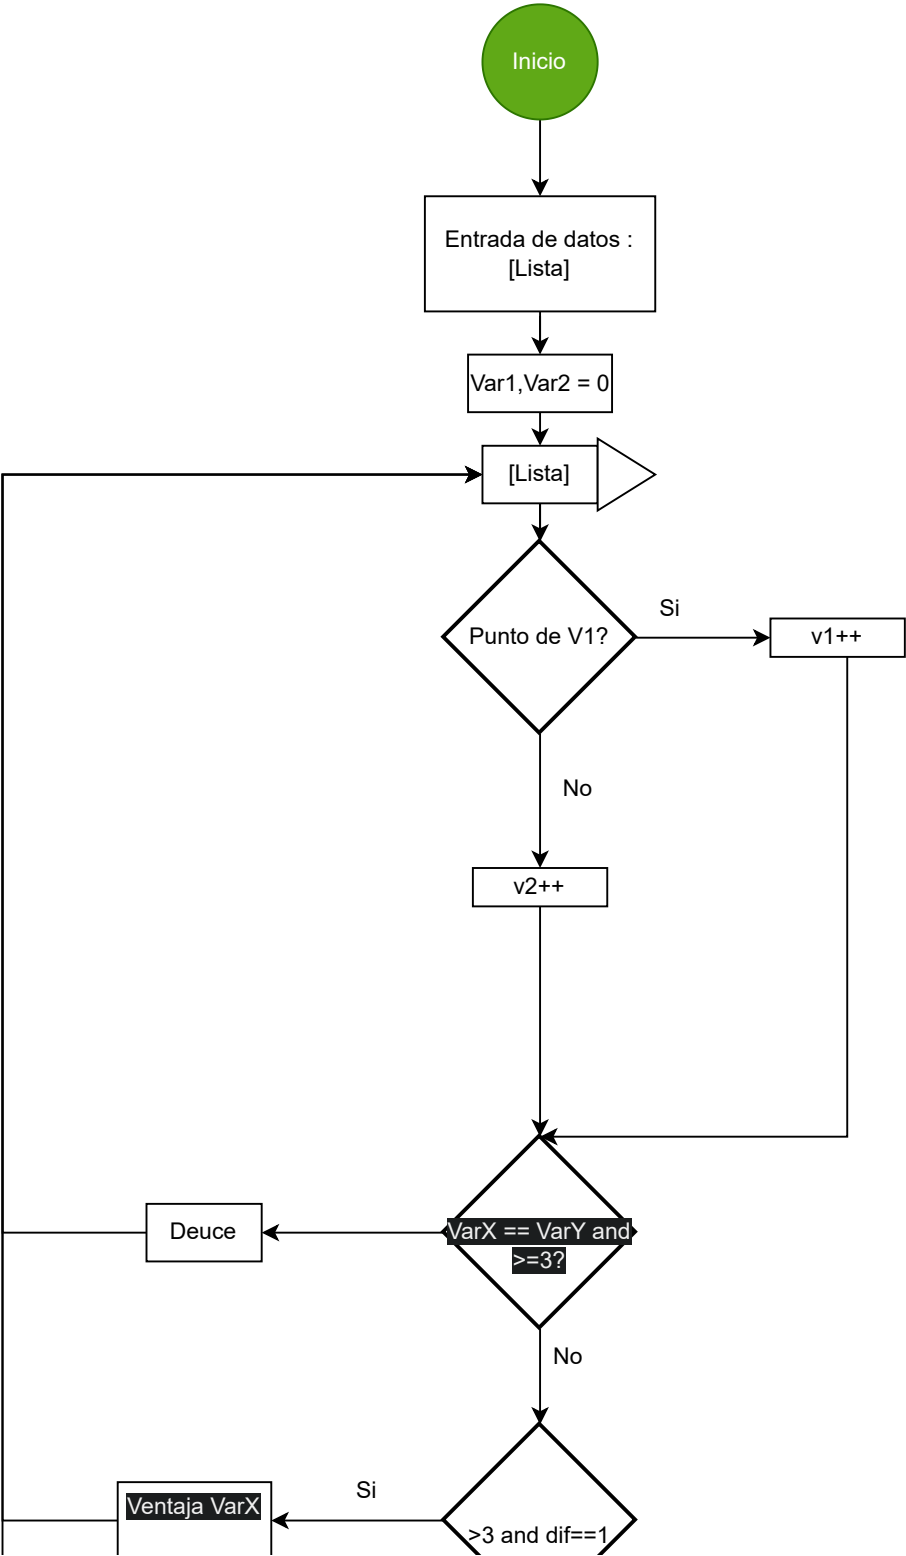 Inicio
Entrada de datos :
[Lista]
Var1,Var2 = 0
[Lista]
Si
Punto de V1?
v1++
No
v2++
Deuce
VarX == VarY and
>=3?
No
Si
Ventaja VarX
>3 and dif==1